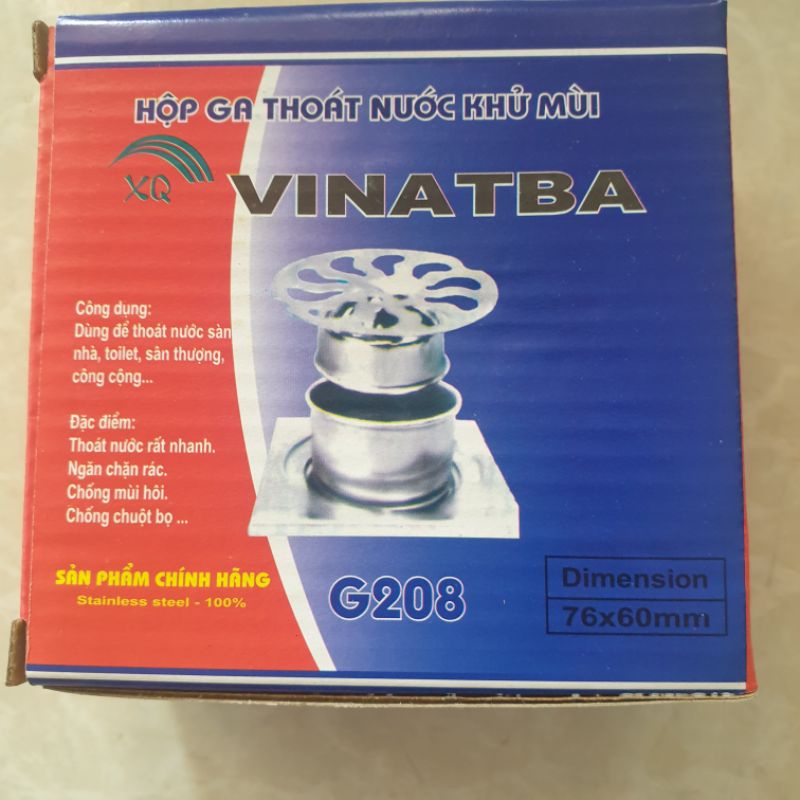 HỘP GA THOÁT NƯỚC KHỬ MÙI
XQ
VINATBA
Công dụng:
Dùng để thoát nước sàn
nhà, toilet, sân thượng,
công cộng...
Đặc điểm:
Thoát nước rất nhanh.
Ngăn chặn rác.
Chống mùi hôi.
Chống chuột bọ ...
SẢN PHẨM CHÍNH HÃNG
Stainless steel - 100%
G208
Dimension
76x60mm